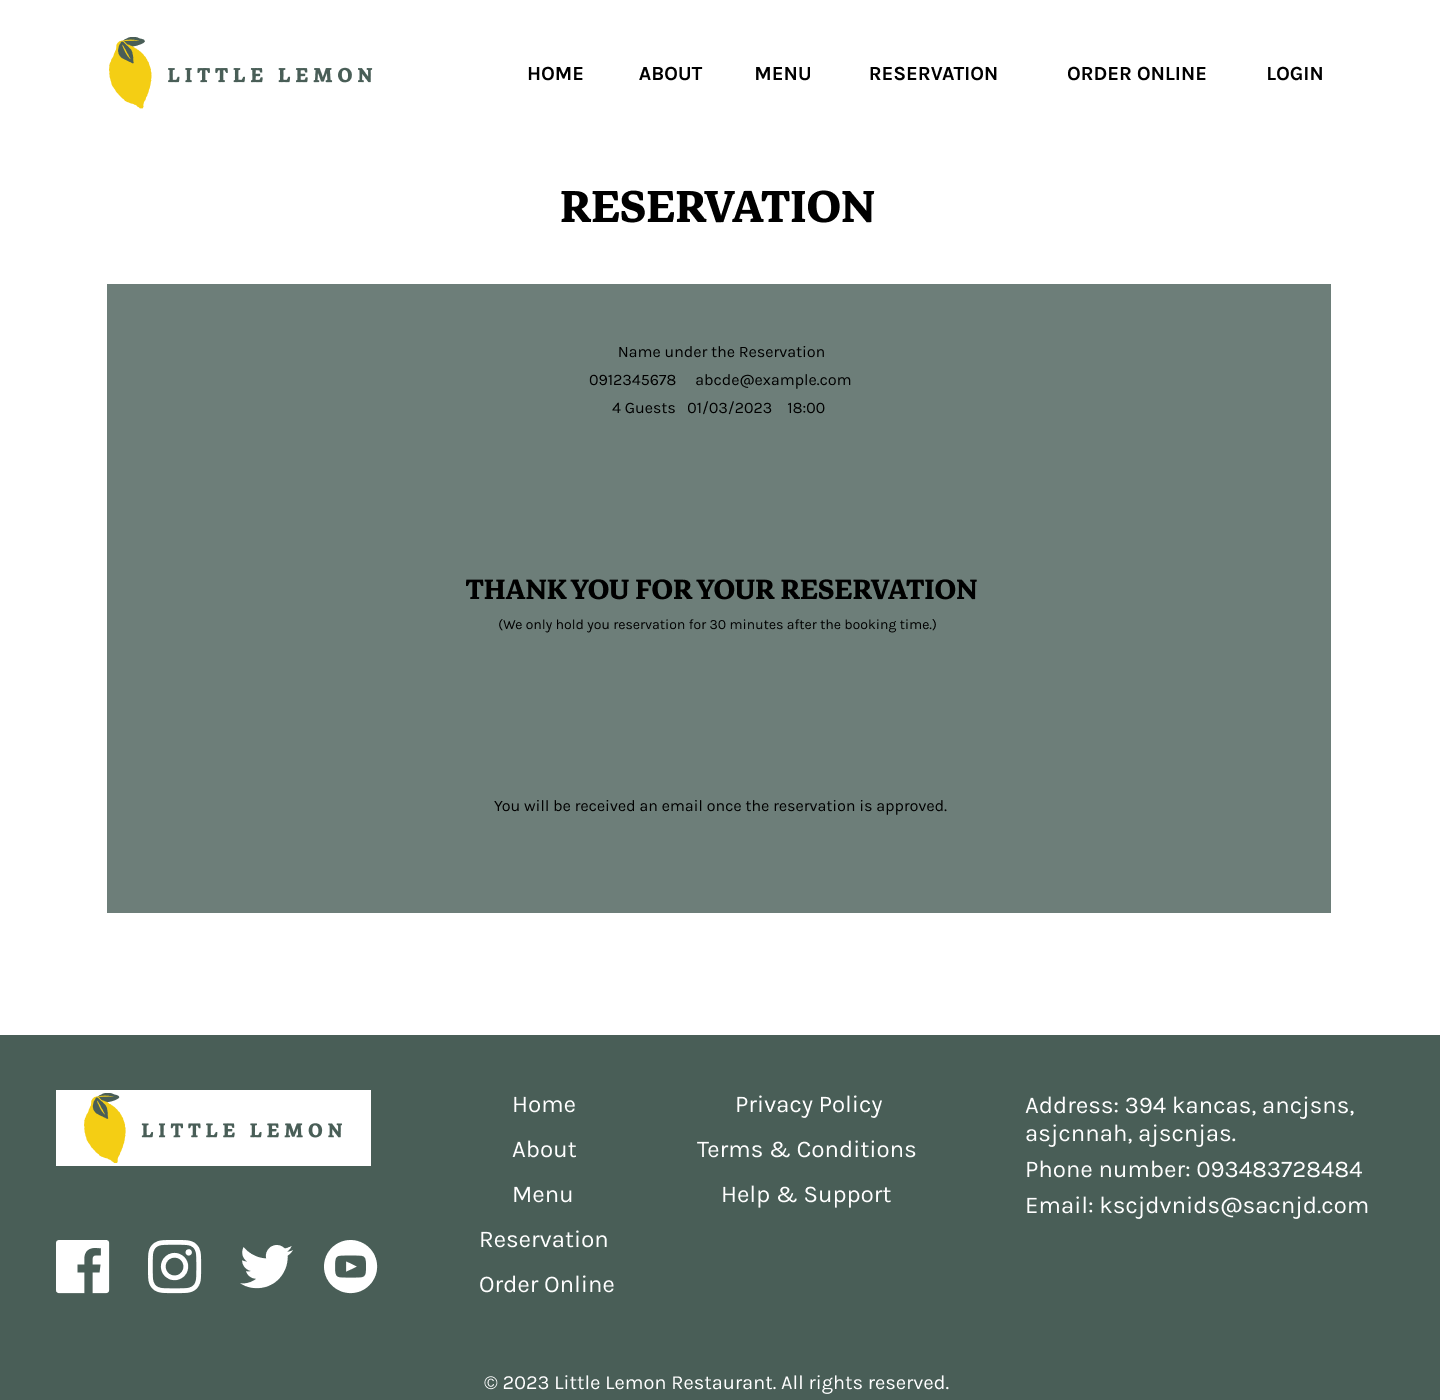 LITTLE LEMON
HOME ABOUT MENU RESERVATION ORDER ONLINE LOGIN
RESERVATION
Name under the Reservation
0912345678 abcde@example.com
4 Guests 01/03/2023 18:00
THANK YOU FOR YOUR RESERVATION
(We only hold you reservation for 30 minutes after the booking time.)
You will be received an email once the reservation is approved.
LITTLE LEMON
Home
About
Menu
Reservation
Order Online
Privacy Policy
Terms & Conditions
Help & Support
Address: 394 kancas, ancjsns,
asjcnnah, ajscnjas.
Phone number: 093483728484
Email: kscjdvnids@sacnjd.com
© 2023 Little Lemon Restaurant. All rights reserved.